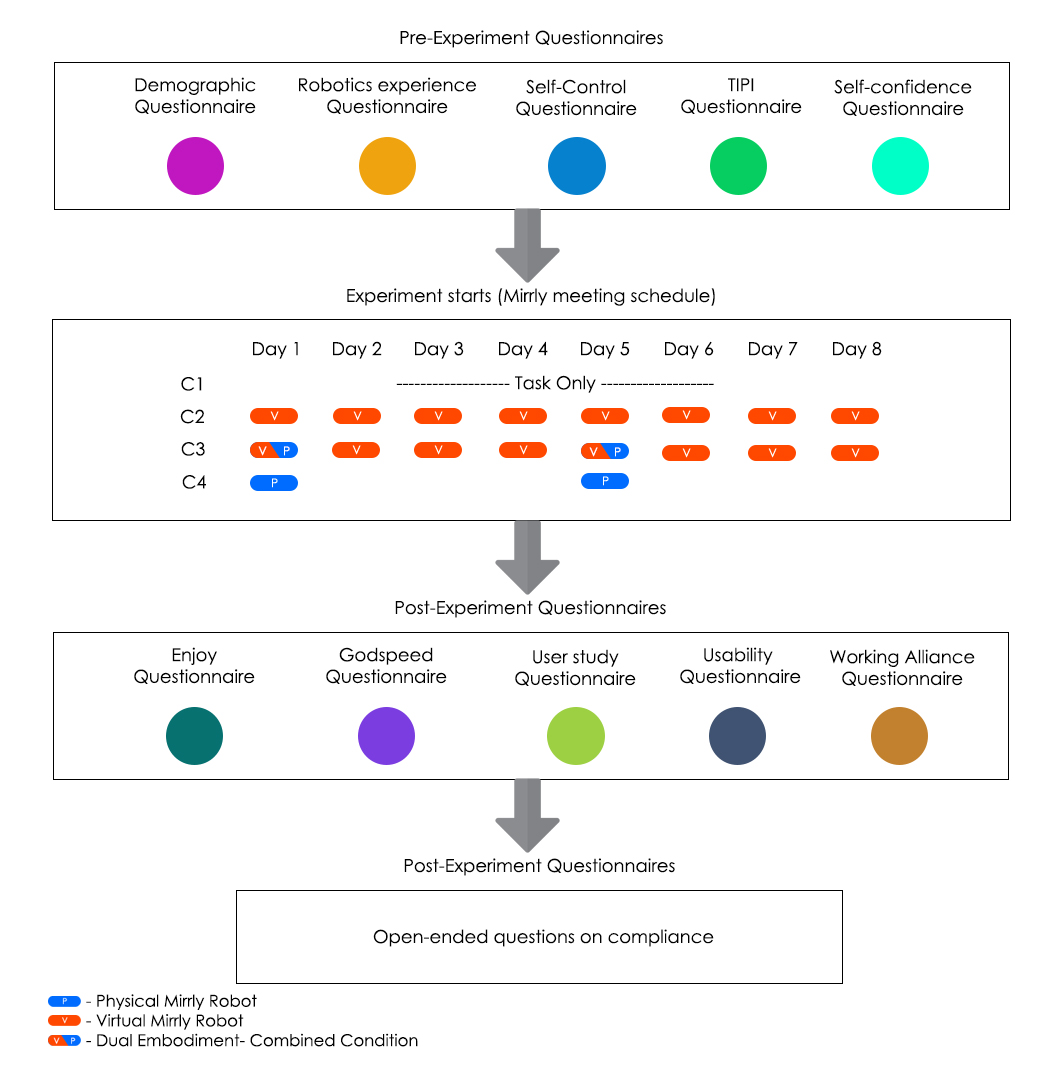 Pre-Experiment Questionnaires
Demographic Questionnaire
Robotics experience Questionnaire
Self-Control Questionnaire
TIPI Questionnaire
Self-confidence Questionnaire
Experiment starts (Mirrly meeting schedule)
Day 1 Day 2 Day 3 Day 4 Day 5 Day 6 Day 7 Day 8
C1 ------------------- Task Only -------------------
C2 V V V V V V V V
C3 V P V V V V P V V V
C4 P P
Post-Experiment Questionnaires
Enjoy Questionnaire
Godspeed Questionnaire
User study Questionnaire
Usability Questionnaire
Working Alliance Questionnaire
Post-Experiment Questionnaires
Open-ended questions on compliance
P - Physical Mirrly Robot
V - Virtual Mirrly Robot
V P - Dual Embodiment- Combined Condition